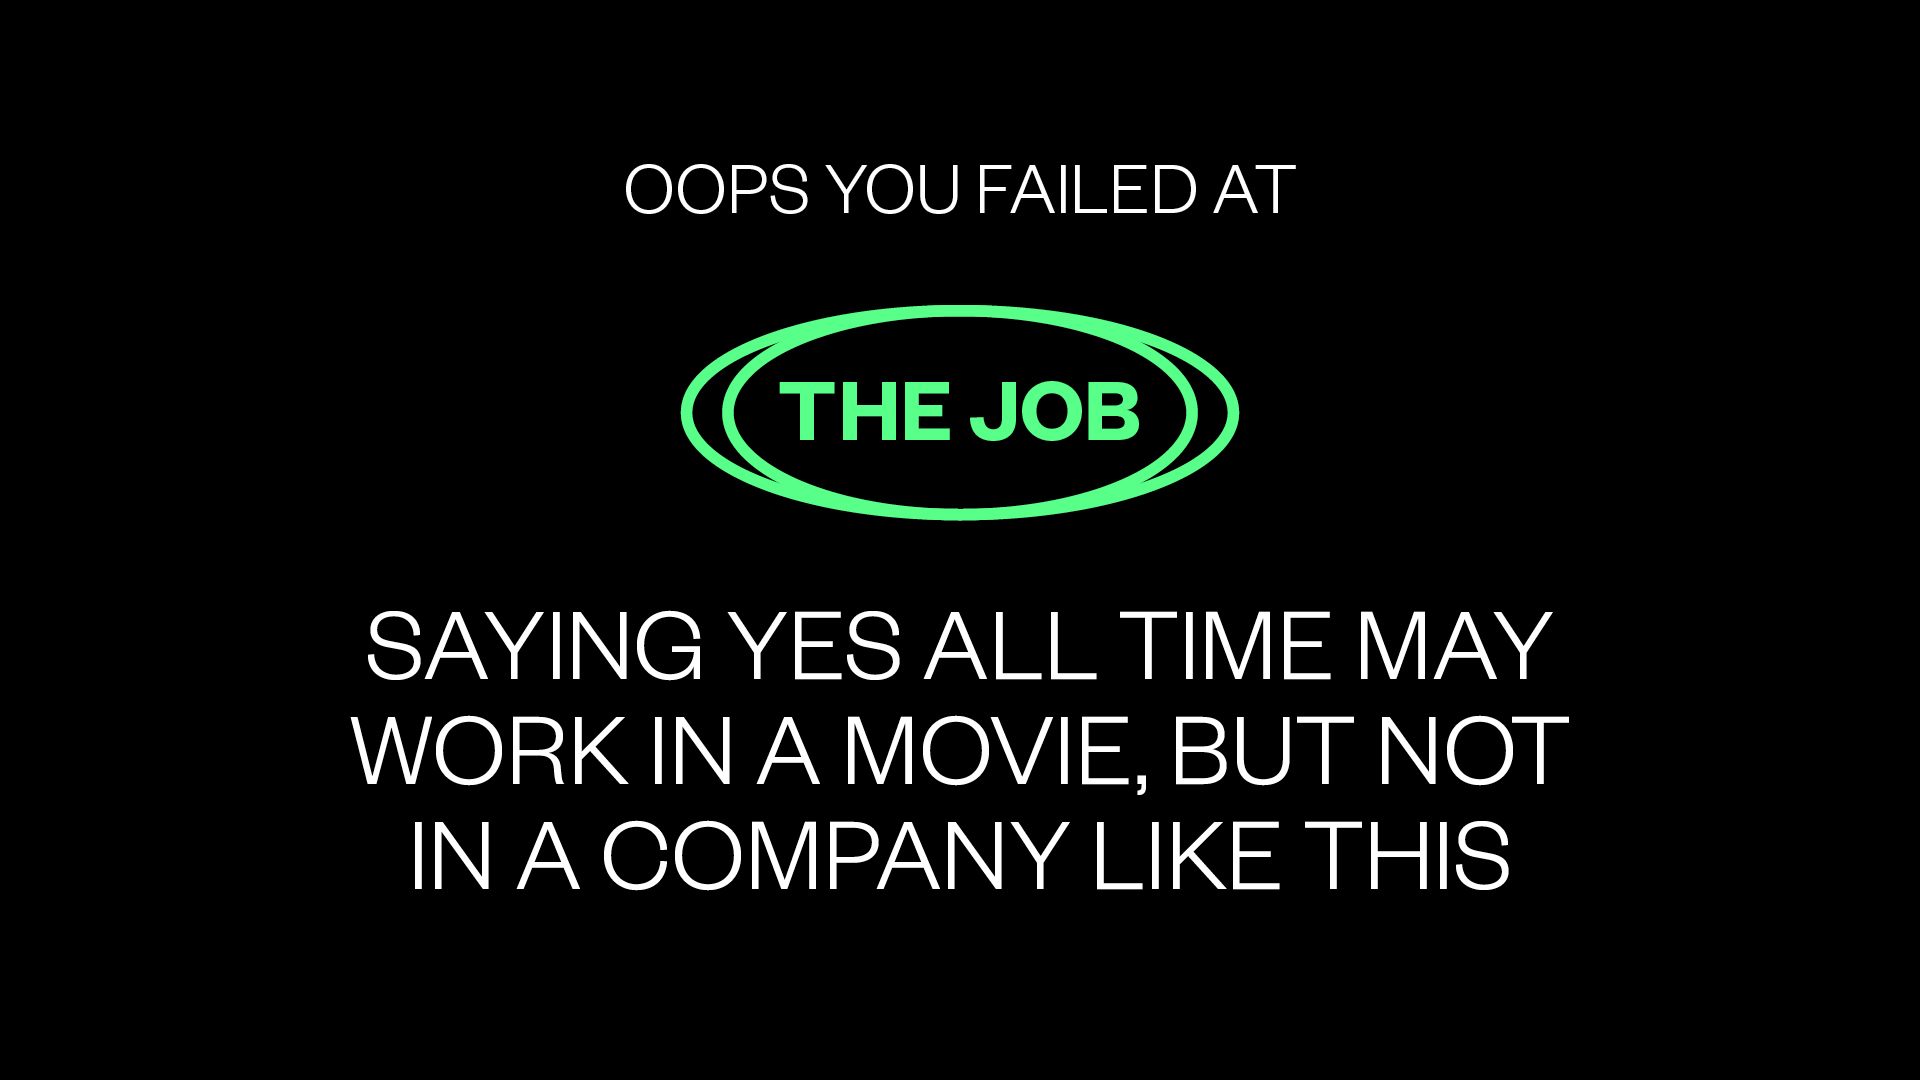 OOPS YOU FAILED AT
THE JOB
SAYING YES ALL TIME MAY
WORK IN A MOVIE, BUT NOT
IN A COMPANY LIKE THIS